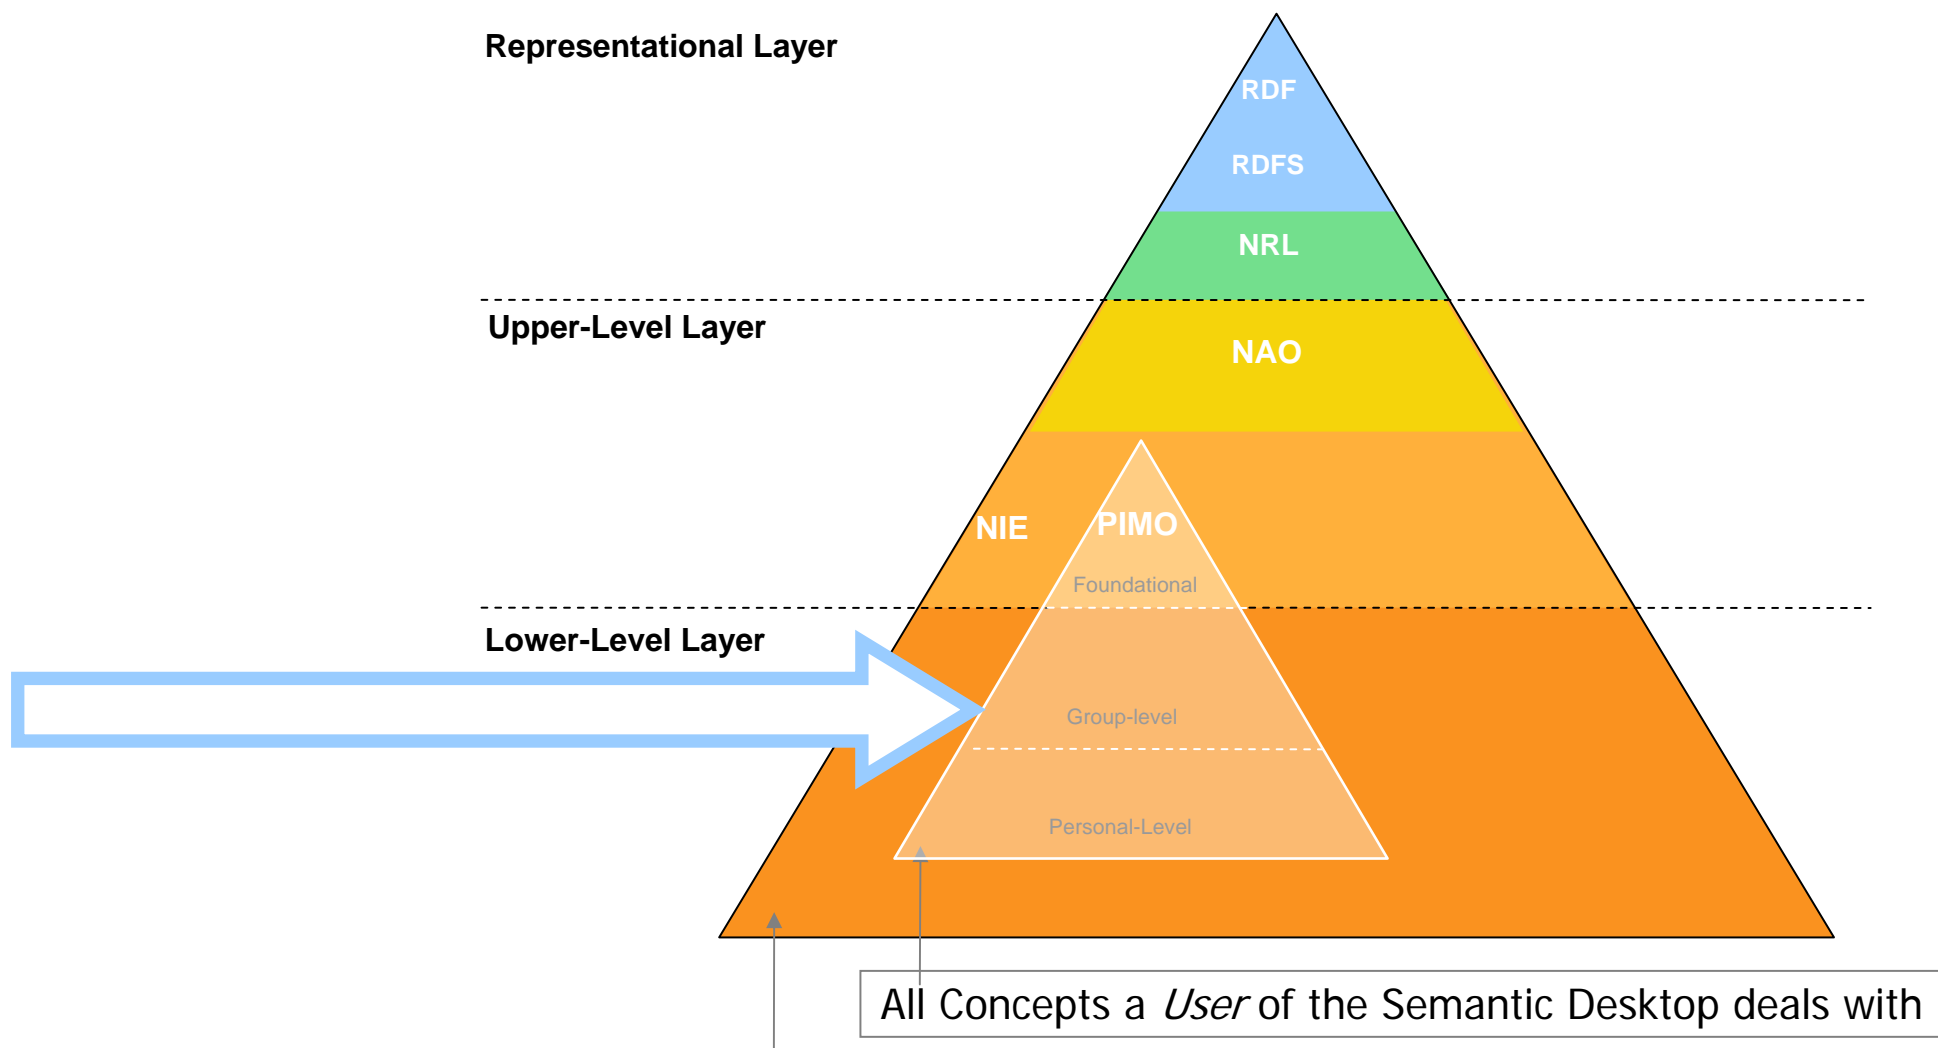 Representational Layer
RDF
RDFS
NRL
Upper-Level Layer
NAO
NIE
PIMO
Foundational
Lower-Level Layer
Group-level
Personal-Level
All Concepts a User of the Semantic Desktop deals with